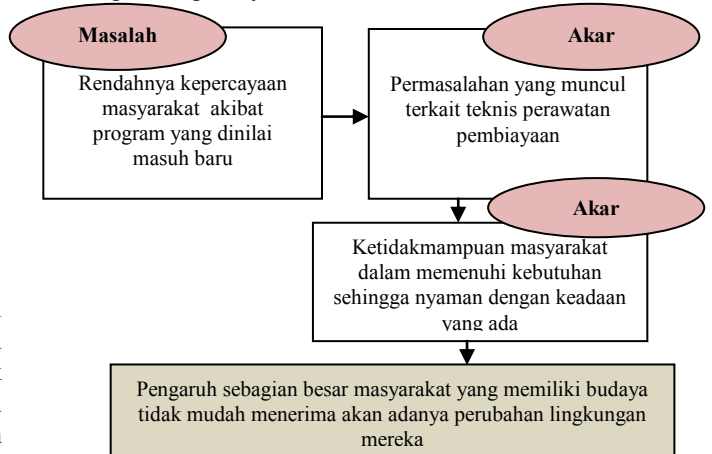 Masalah
Rendahnya kepercayaan
masyarakat akibat
program yang dinilai
masuh baru
Akar
Permasalahan yang muncul
terkait teknis perawatan
pembiayaan
Akar
Ketidakmampuan masyarakat
dalam memenuhi kebutuhan
sehingga nyaman dengan keadaan
yang ada
Pengaruh sebagian besar masyarakat yang memiliki budaya
tidak mudah menerima akan adanya perubahan lingkungan
mereka